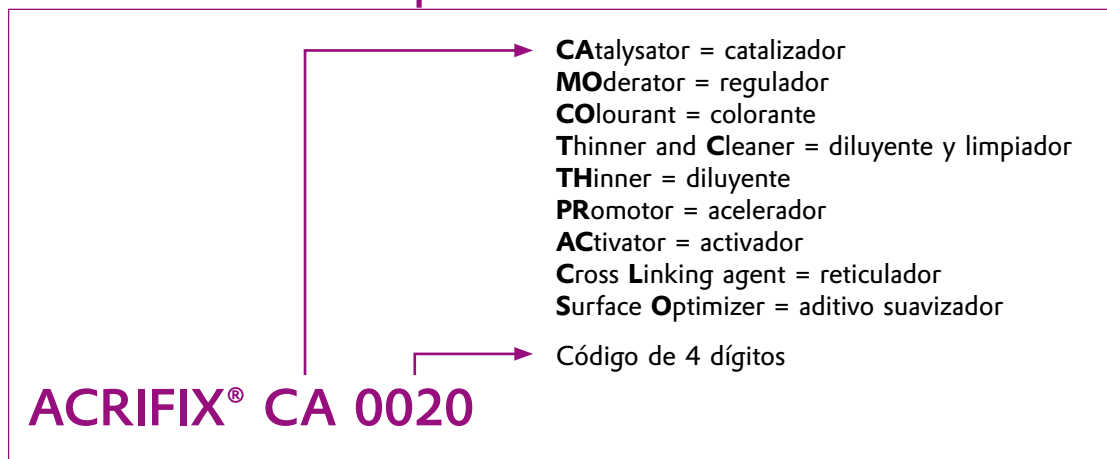 CAtalysator = catalizador
MOderator = regulador
COlourant = colorante
Thinner and Cleaner = diluyente y limpiador
THinner = diluyente
PRomotor = acelerador
ACtivator = activador
Cross Linking agent = reticulador
Surface Optimizer = aditivo suavizador
Código de 4 dígitos
ACRIFIX® CA 0020